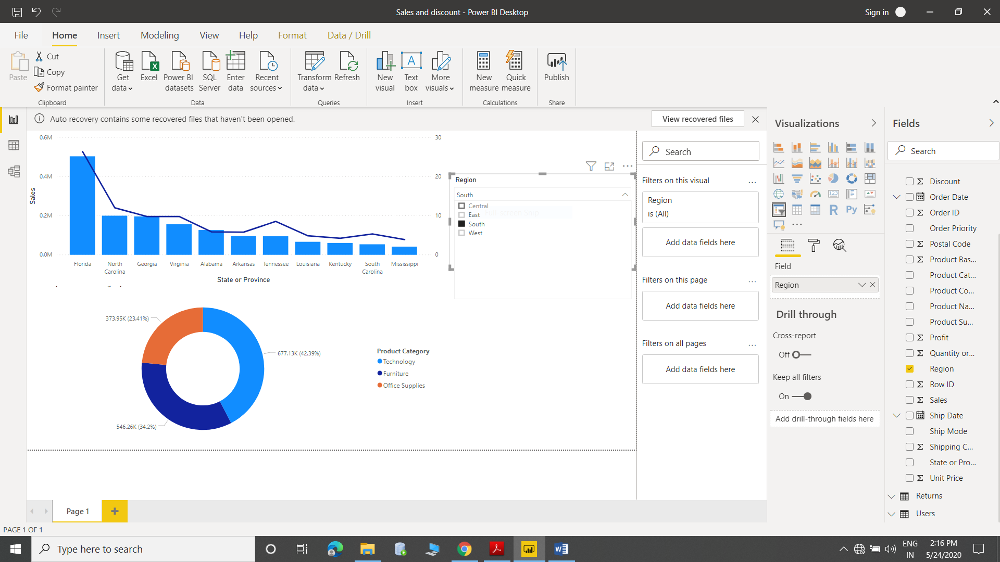 Sales and discount - Power BI Desktop
Sign in
File
Home
Insert
Modeling
View
Help
Format
Data / Drill
Paste
Cut
Copy
Format painter
Clipboard
Get data
Excel
Power BI datasets
SQL Server
Enter data
Recent sources
Data
Transform data
Refresh
Queries
New visual
A
Text box
More visuals
Insert
New measure
Quick measure
Calculations
Publish
Share
Auto recovery contains some recovered files that haven't been opened.
View recovered files
0.6M
0.4M
0.2M
0.0M
Sales
30
20
10
0
Florida
North Carolina
Georgia
Virginia
Alabama
Arkansas
Tennessee
Louisiana
Kentucky
South Carolina
Mississippi
State or Province
373.95K (23.41%)
677.13K (42.39%)
546.26K (34.2%)
Product Category
Technology
Furniture
Office Supplies
Region
South
Central
East
South
West
Full-screen Snip
Search
Filters on this visual
...
Region
is (All)
Add data fields here
Filters on this page
...
Add data fields here
Filters on all pages
...
Add data fields here
Visualizations
123
R
Py
...
Field
Region
Drill through
Cross-report
Off
Keep all filters
On
Add drill-through fields here
Fields
Search
Σ Discount
Order Date
Σ Order ID
Order Priority
Σ Postal Code
Σ Product Bas...
Product Cat...
Product Co...
Product Na...
Product Su...
Σ Profit
Σ Quantity or...
Region
Σ Row ID
Σ Sales
Ship Date
Ship Mode
Σ Shipping C...
State or Pro...
Σ Unit Price
Returns
Users
Page 1
PAGE 1 OF 1
Type here to search
ENG
IN
2:16 PM
5/24/2020